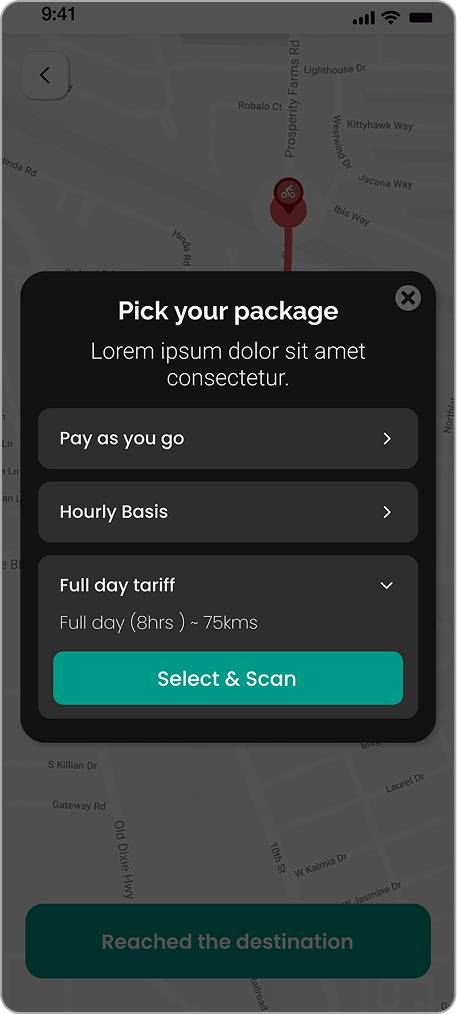 9:41
Lighthouse Dr
Prosperity Farms Rd
Robalo Ct
Kittyhawk Way
Westwind Dr
Jacana Way
Hinda Rd
Ibis Way
Hinda Rd
Pick your package
Lorem ipsum dolor sit amet
consectetur.
Pay as you go
Hourly Basis
Ln
Full day tariff
Full day (8hrs ) ~ 75kms
Select & Scan
S Killian Dr
Laurel Dr
Gateway Rd
Old Dixie Hwy
10th St
W Kalmia Dr
W Jasmine Dr
Reached the destination
Railroad